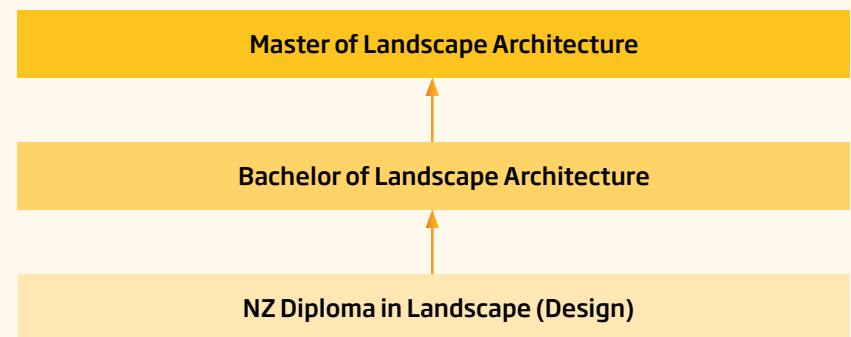 Master of Landscape Architecture
Bachelor of Landscape Architecture
NZ Diploma in Landscape (Design)